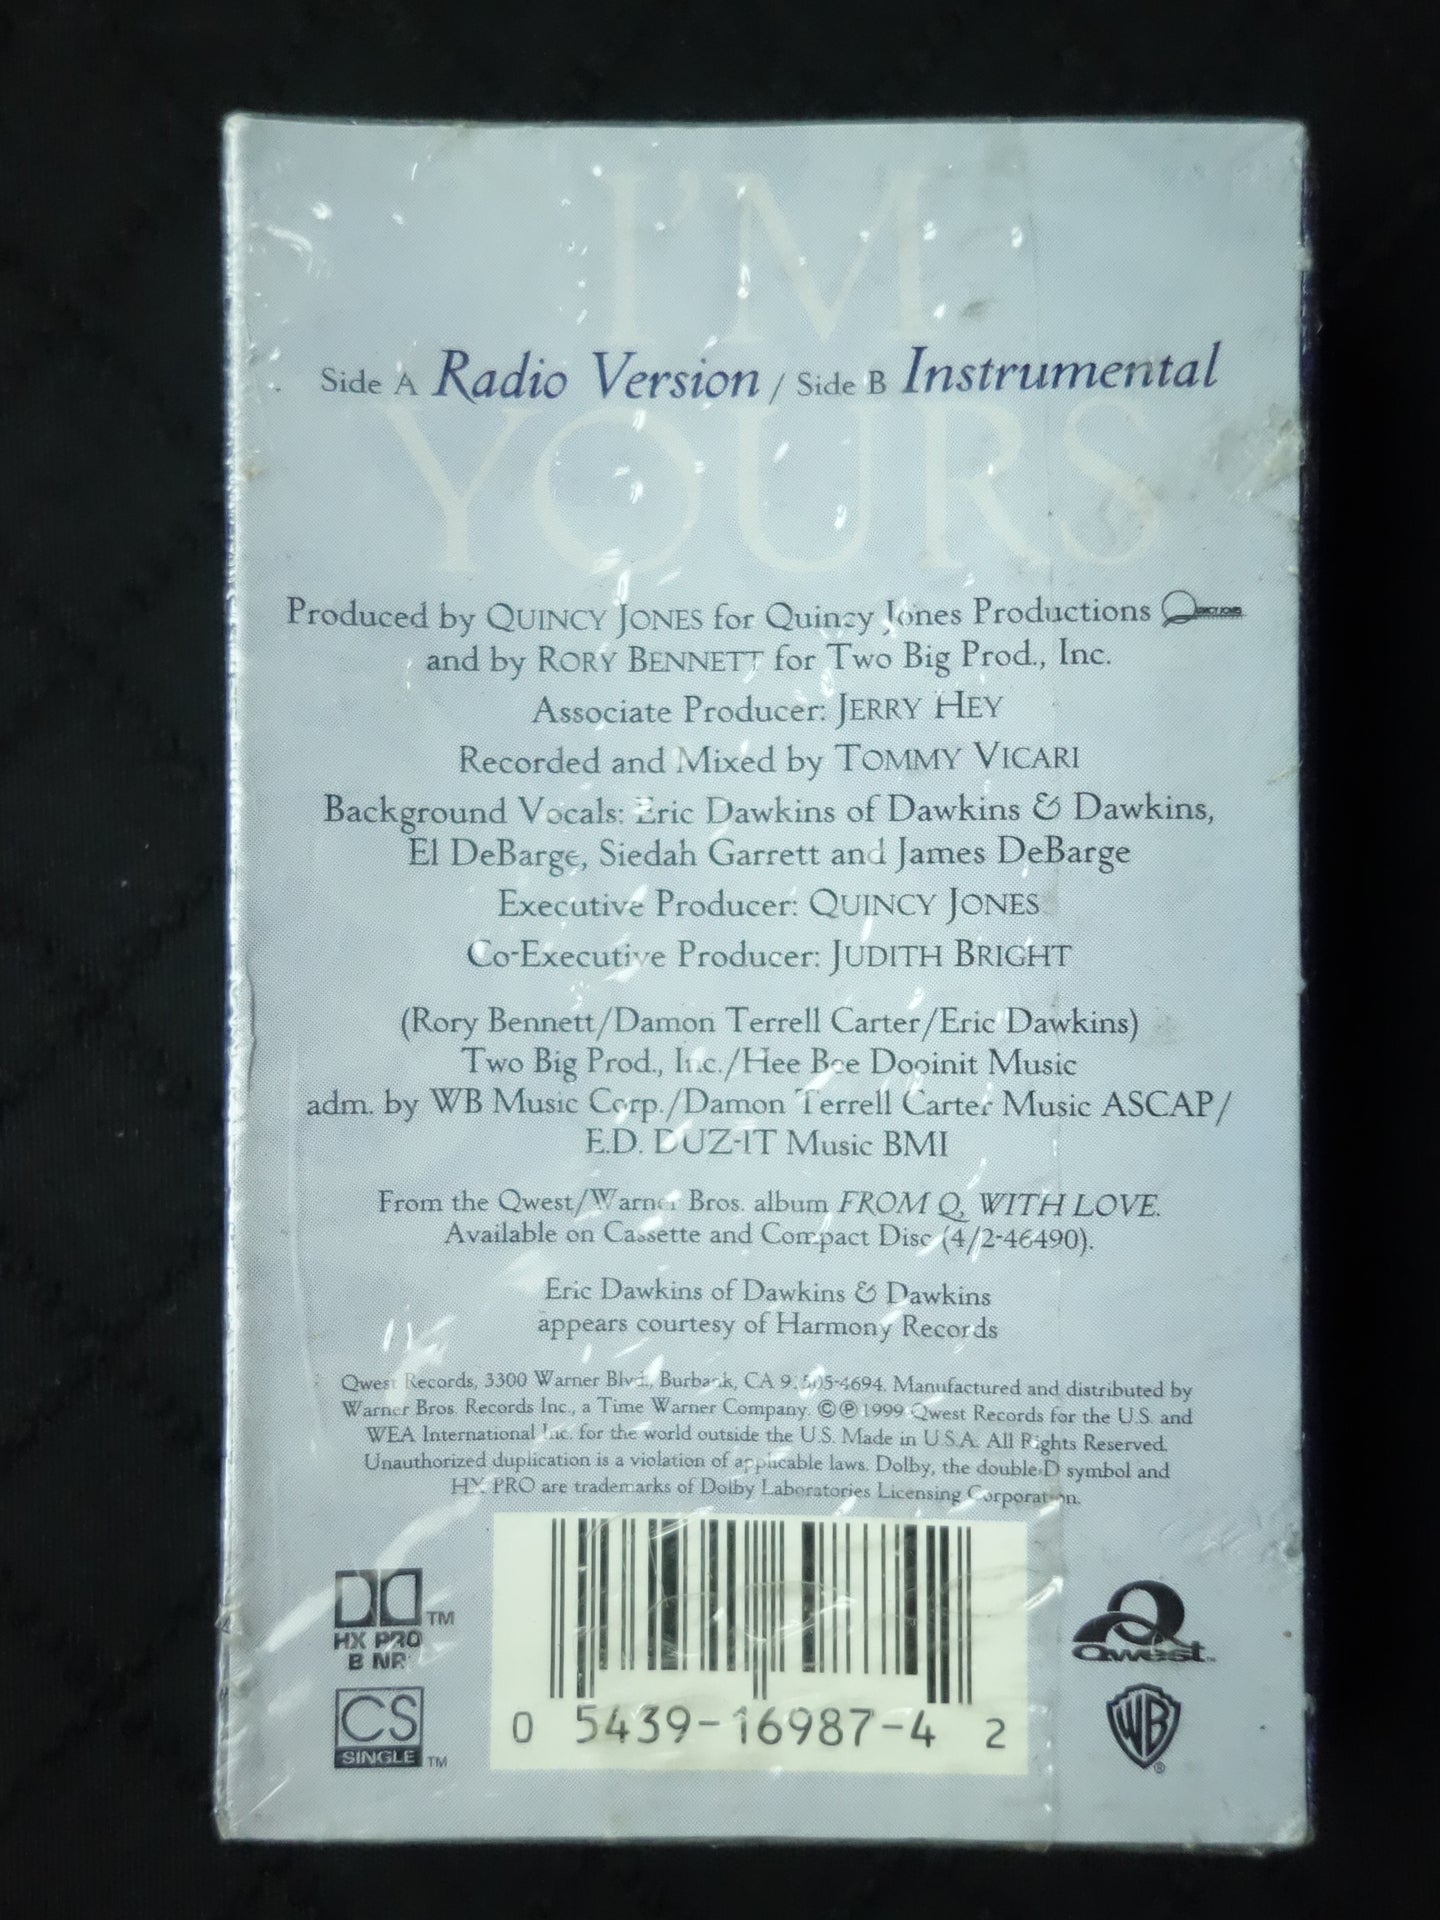 I'M
Side A Radio Version / Side B Instrumental
YOURS
Produced by QUINCY JONES for Quincy Jones Productions
and by RORY BENNETT for Two Big Prod., Inc.
Associate Producer: JERRY HEY
Recorded and Mixed by TOMMY VICARI
Background Vocals: Eric Dawkins of Dawkins & Dawkins,
El DeBarge, Siedah Garrett and James DeBarge
Executive Producer: QUINCY JONES
Co-Executive Producer: JUDITH BRIGHT
(Rory Bennett/Damon Terrell Carter/Eric Dawkins)
Two Big Prod., Inc./Hee Bee Dooinit Music
adm. by WB Music Corp./Damon Terrell Carter Music ASCAP/
E.D. DUZ-IT Music BMI
From the Qwest/Warner Bros. album FROM Q, WITH LOVE.
Available on Cassette and Compact Disc (4/2-46490).
Eric Dawkins of Dawkins & Dawkins
appears courtesy of Harmony Records
Qwest Records, 3300 Warner Blvd., Burbank, CA 91505-4694. Manufactured and distributed by
Warner Bros. Records Inc., a Time Warner Company. ©℗ 1999 Qwest Records for the U.S. and
WEA International Inc. for the world outside the U.S. Made in U.S.A. All Rights Reserved.
Unauthorized duplication is a violation of applicable laws. Dolby, the double-D symbol and
HX PRO are trademarks of Dolby Laboratories Licensing Corporation.
TM
HX PRO
B NR
CS
SINGLE TM
0 5439-16987-4 2
Qwest TM
WB ®